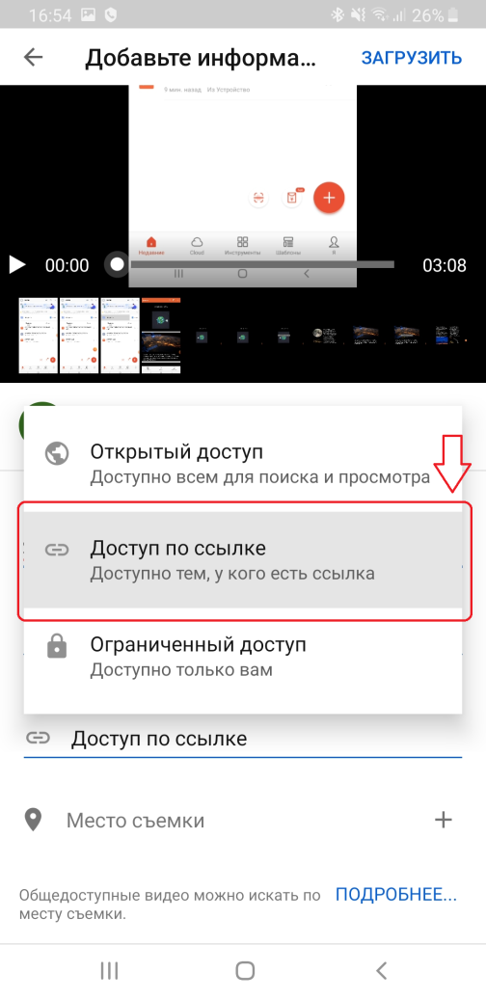 16:54
26%
Добавьте информа...
ЗАГРУЗИТЬ
9 мин. назад Из Устройство
Недавние Cloud Инструменты Шаблоны Я
00:00
03:08
Открытый доступ
Доступно всем для поиска и просмотра
Доступ по ссылке
Доступно тем, у кого есть ссылка
Ограниченный доступ
Доступно только вам
Доступ по ссылке
Место съемки
Общедоступные видео можно искать по
месту съемки.
ПОДРОБНЕЕ...